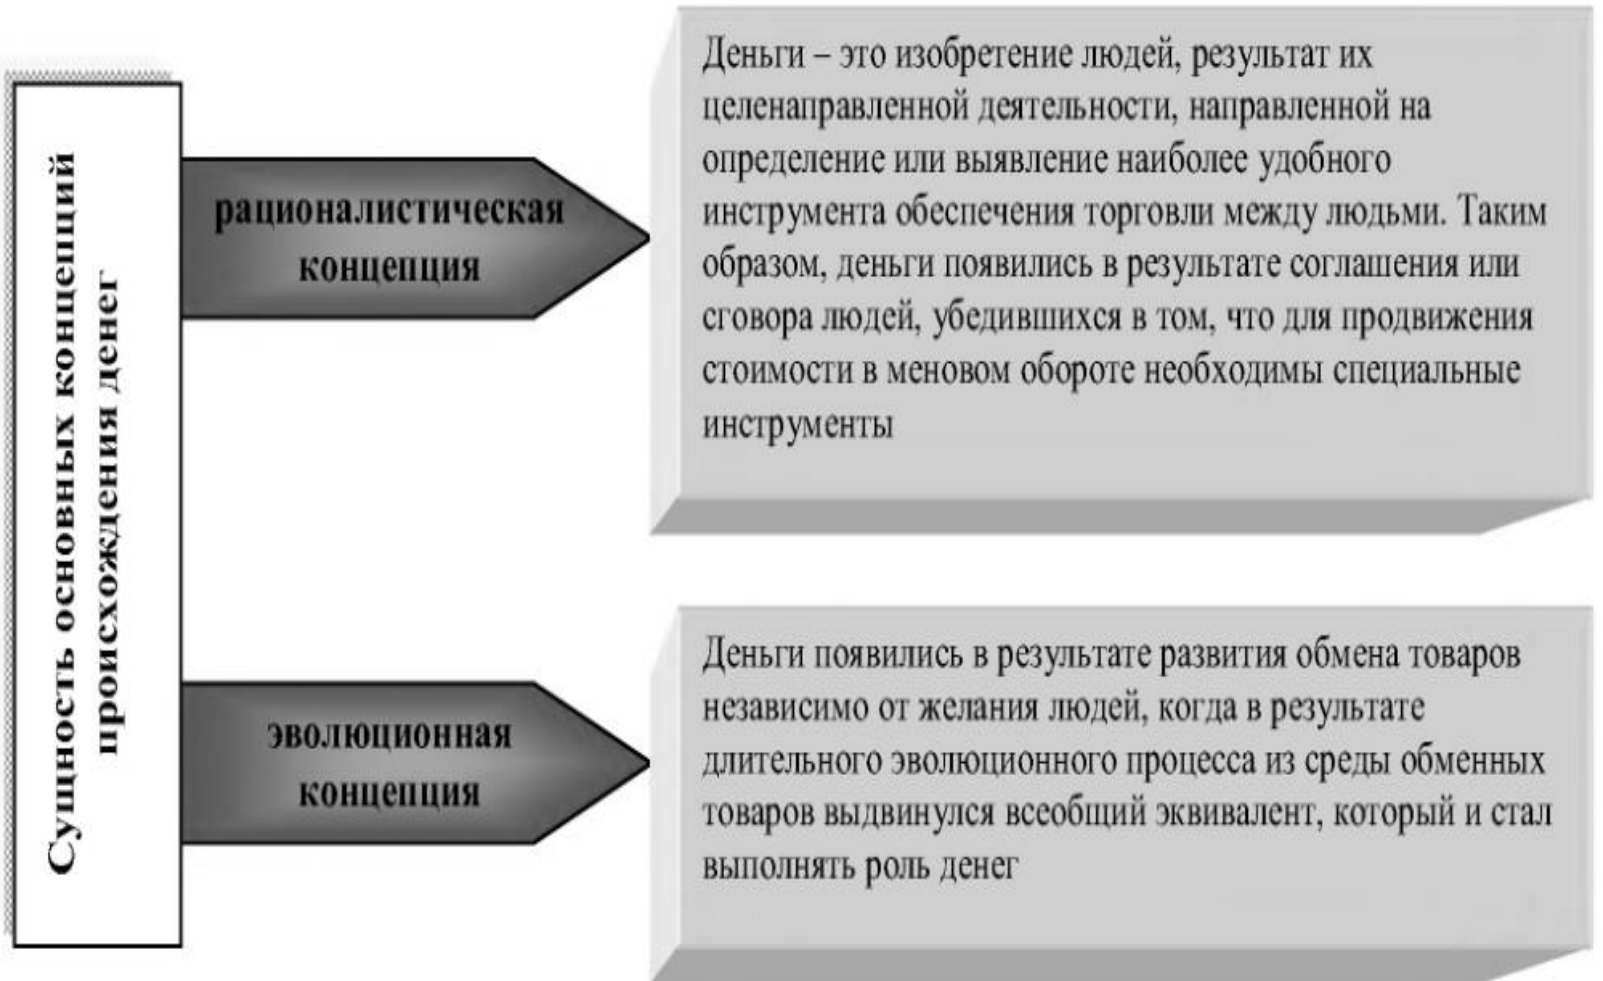 Сущность основных концепций
происхождения денег
рационалистическая
концепция
Деньги – это изобретение людей, результат их
целенаправленной деятельности, направленной на
определение или выявление наиболее удобного
инструмента обеспечения торговли между людьми. Таким
образом, деньги появились в результате соглашения или
сговора людей, убедившихся в том, что для продвижения
стоимости в меновом обороте необходимы специальные
инструменты
эволюционная
концепция
Деньги появились в результате развития обмена товаров
независимо от желания людей, когда в результате
длительного эволюционного процесса из среды обменных
товаров выдвинулся всеобщий эквивалент, который и стал
выполнять роль денег